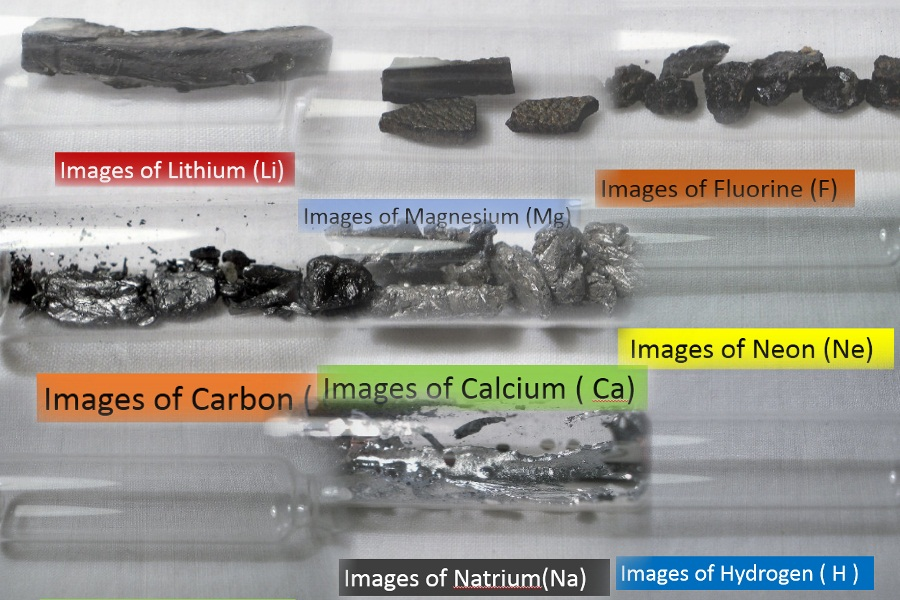 Images of Lithium (Li)
Images of Fluorine (F)
Images of Magnesium (Mg)
Images of Neon (Ne)
Images of Carbon (
Images of Calcium ( Ca)
Images of Natrium(Na)
Images of Hydrogen ( H )